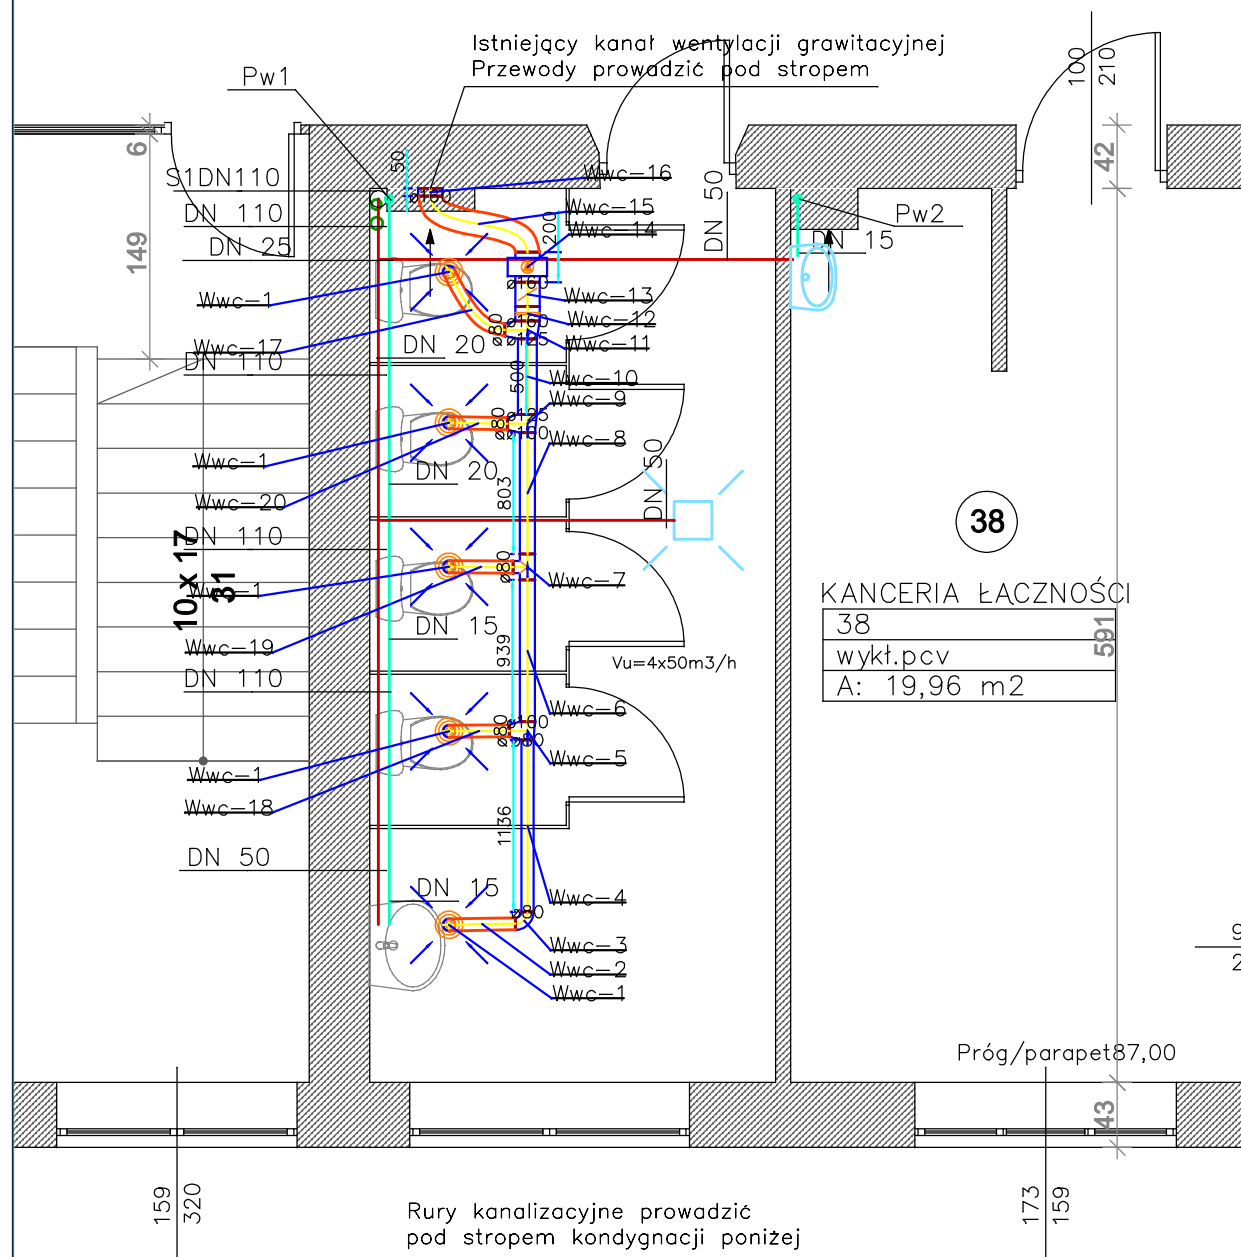 Istniejący kanał wentylacji grawitacyjnej
Przewody prowadzić pod stropem
Pw1
100
210
6
42
50
S1DN110
ø160
Wwc-16
DN 50
DN 110
Wwc-15
Pw2
Wwc-14
200
DN 15
DN 25
149
Wwc-1
ø160
Wwc-13
Wwc-12
ø160
ø80
ø125
Wwc-17
DN 20
Wwc-11
DN 110
500
Wwc-10
Wwc-9
ø125
ø80
ø160
Wwc-8
Wwc-1
DN 20
DN 50
803
Wwc-20
38
DN 110
10 x 17
31
ø80
Wwc-7
Wwc-1
KANCERIA ŁACZNOŚCI
38
DN 15
591
Wwc-19
939
Vu=4x50m3/h
wykł.pcv
DN 110
A: 19,96 m2
Wwc-6
ø160
ø80
ø80
Wwc-5
Wwc-1
Wwc-18
1136
DN 50
DN 15
Wwc-4
ø80
Wwc-3
Wwc-2
Wwc-1
9
2
Próg/parapet87,00
43
159
320
173
159
Rury kanalizacyjne prowadzić
pod stropem kondygnacji poniżej